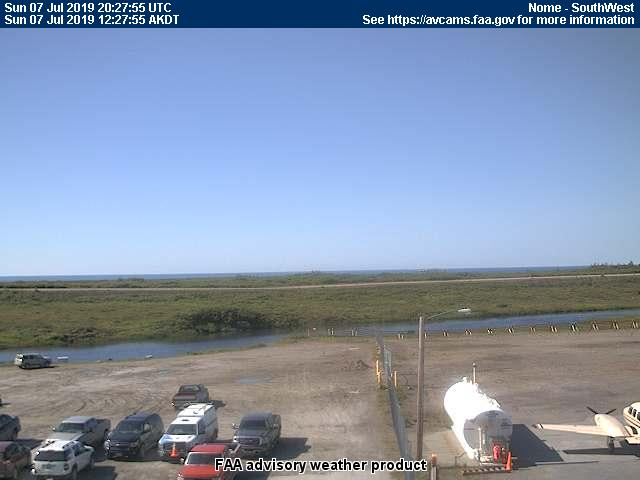 Sun 07 Jul 2019 20:27:55 UTC
Nome - SouthWest
Sun 07 Jul 2019 12:27:55 AKDT
See https://avcams.faa.gov for more information
FAA advisory weather product